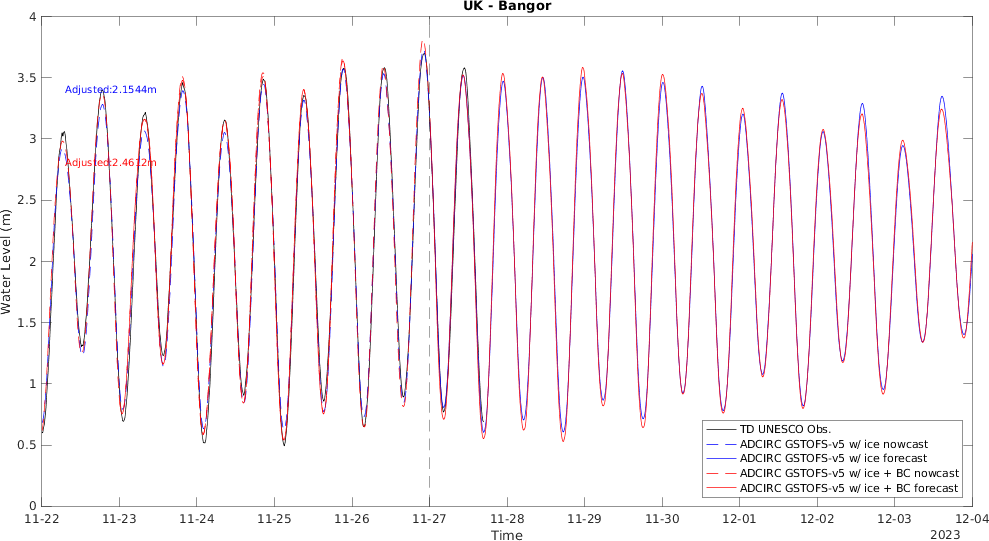 UK - Bangor
4
3.5
3
2.5
2
1.5
1
0.5
0
Water Level (m)
Adjusted:2.1544m
Adjusted:2.4612m
TD UNESCO Obs.
ADCIRC GSTOFS-v5 w/ ice nowcast
ADCIRC GSTOFS-v5 w/ ice forecast
ADCIRC GSTOFS-v5 w/ ice + BC nowcast
ADCIRC GSTOFS-v5 w/ ice + BC forecast
11-22 11-23 11-24 11-25 11-26 11-27 11-28 11-29 11-30 12-01 12-02 12-03 12-04
Time
2023